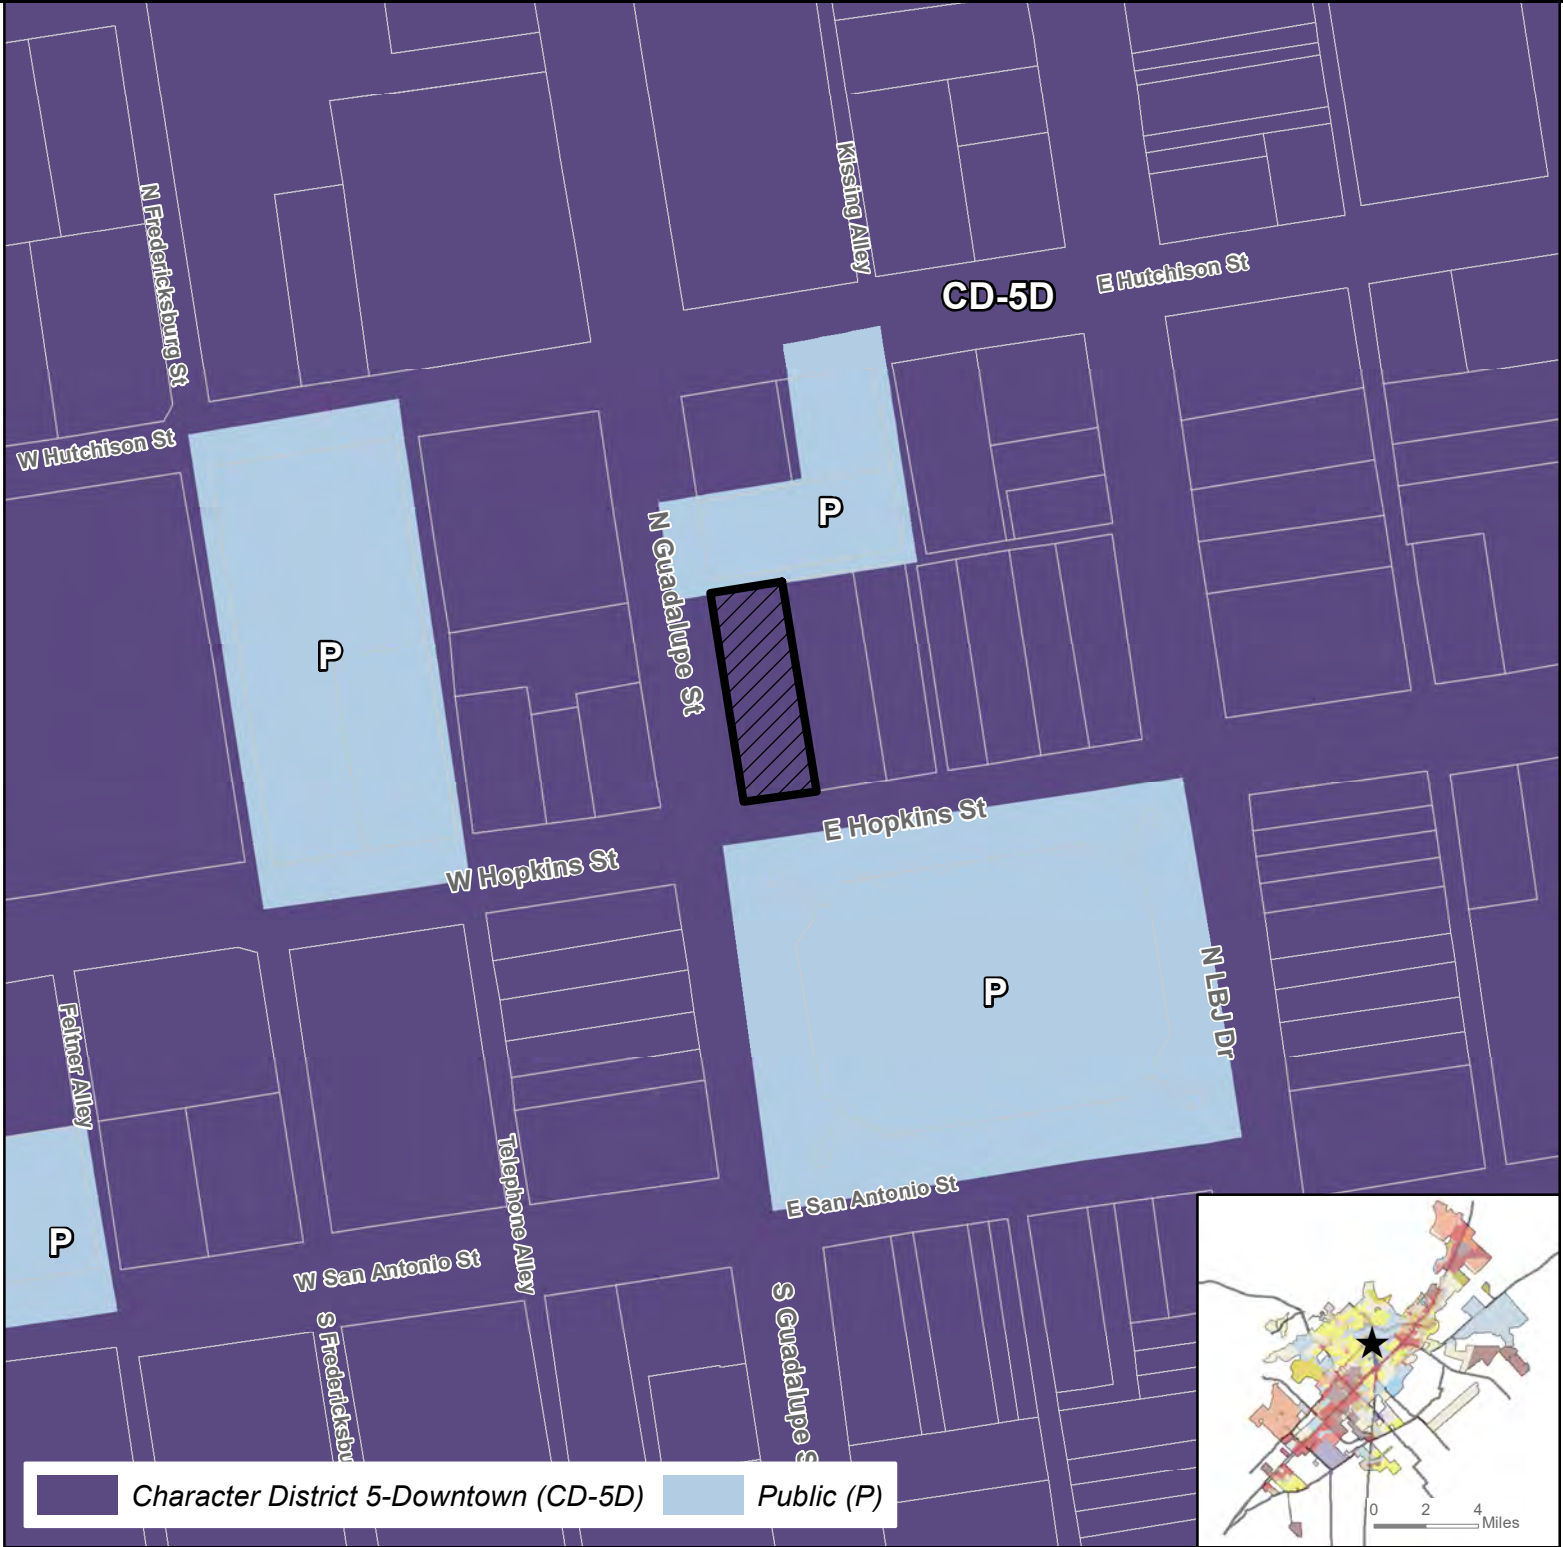 Kissing Alley
N Fredericksburg St
E Hutchison St
CD-5D
W Hutchison St
P
N Guadalupe St
P
E Hopkins St
W Hopkins St
N LBJ Dr
P
Feltner Alley
Telephone Alley
E San Antonio St
P
W San Antonio St
S Guadalupe S
S Fredericksbu
Character District 5-Downtown (CD-5D)
Public (P)
0 2 4
Miles